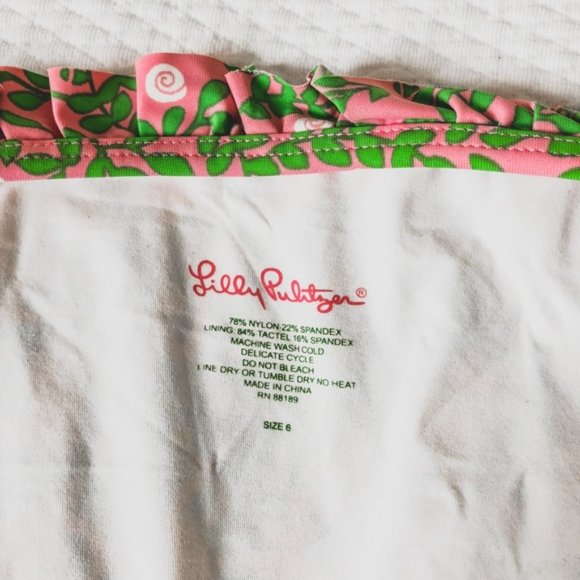 Lilly Pulitzer®
78% NYLON 22% SPANDEX
LINING: 84% TACTEL 16% SPANDEX
MACHINE WASH COLD
DELICATE CYCLE
DO NOT BLEACH
LINE DRY OR TUMBLE DRY NO HEAT
MADE IN CHINA
RN 88189
SIZE 6